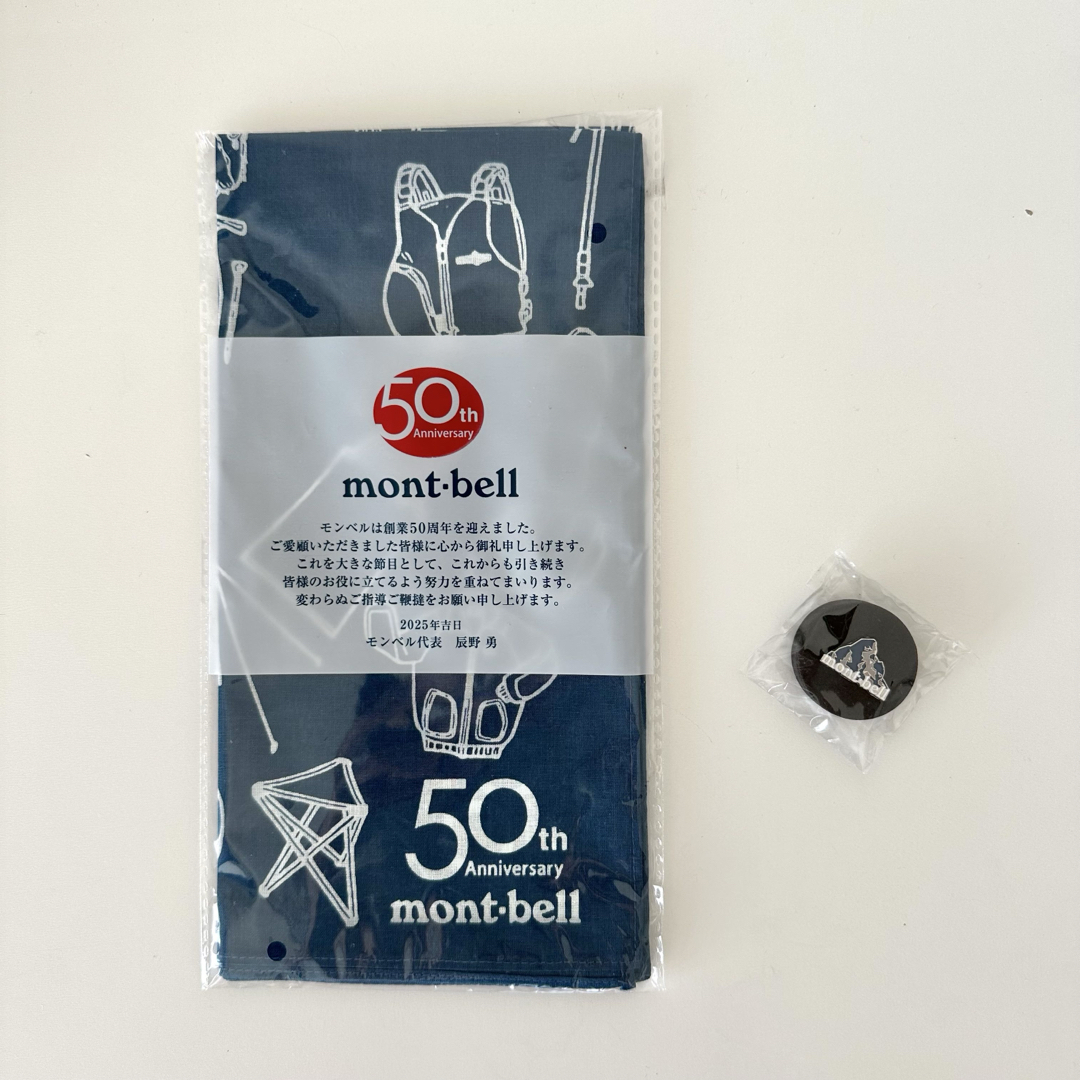 50th
Anniversary
mont-bell
モンベルは創業50周年を迎えました。
ご愛顧いただきました皆様に心から御礼申し上げます。
これを大きな節目として、これからも引き続き
皆様のお役に立てるよう努力を重ねてまいります。
変わらぬご指導ご鞭撻をお願い申し上げます。
2025年吉日
モンベル代表 辰野 勇
50th
Anniversary
mont-bell
mont-bell